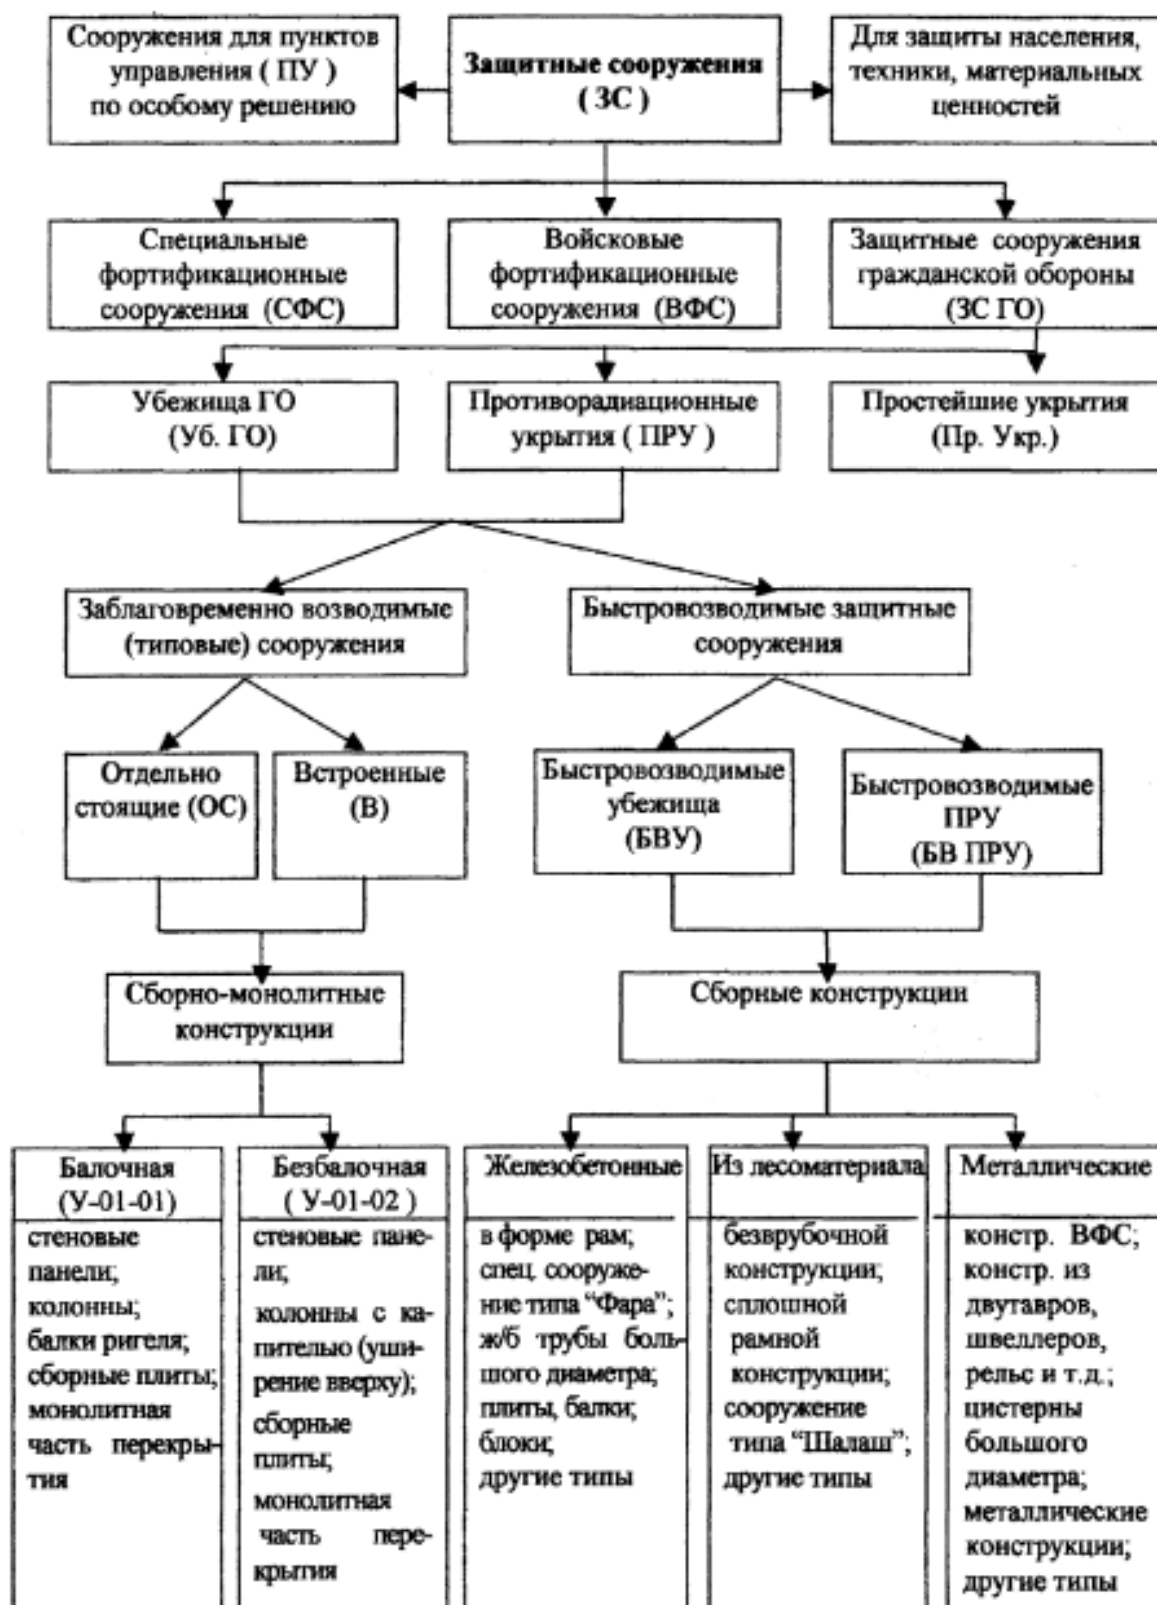 Сооружения для пунктов
управления ( ПУ )
по особому решению
Защитные сооружения
( ЗС )
Для защиты населения,
техники, материальных
ценностей
Специальные
фортификационные
сооружения (СФС)
Войсковые
фортификационные
сооружения (ВФС)
Защитные сооружения
гражданской обороны
(ЗС ГО)
Убежища ГО
(Уб. ГО)
Противорадиационные
укрытия ( ПРУ )
Простейшие укрытия
(Пр. Укр.)
Заблаговременно возводимые
(типовые) сооружения
Быстровозводимые защитные
сооружения
Отдельно
стоящие (ОС)
Встроенные
(В)
Быстровозводимые
убежища
(БВУ)
Быстровозводимые
ПРУ
(БВ ПРУ)
Сборно-монолитные
конструкции
Сборные конструкции
Балочная
(У-01-01)
стеновые
панели;
колонны;
балки ригеля;
сборные плиты;
монолитная
часть перекры-
тия
Безбалочная
( У-01-02 )
стеновые пане-
ли;
колонны с ка-
пителью (уши-
рение вверху);
сборные
плиты;
монолитная
часть пере-
крытия
Железобетонные
в форме рам;
спец. сооруже-
ние типа “Фара”;
ж/б трубы боль-
шого диаметра;
плиты, балки;
блоки;
другие типы
Из лесоматериала
безврубочной
конструкции;
сплошной
рамной
конструкции;
сооружение
типа “Шалаш”;
другие типы
Металлические
констр. ВФС;
констр. из
двутавров,
швеллеров,
рельс и т.д.;
цистерны
большого
диаметра;
металлические
конструкции;
другие типы